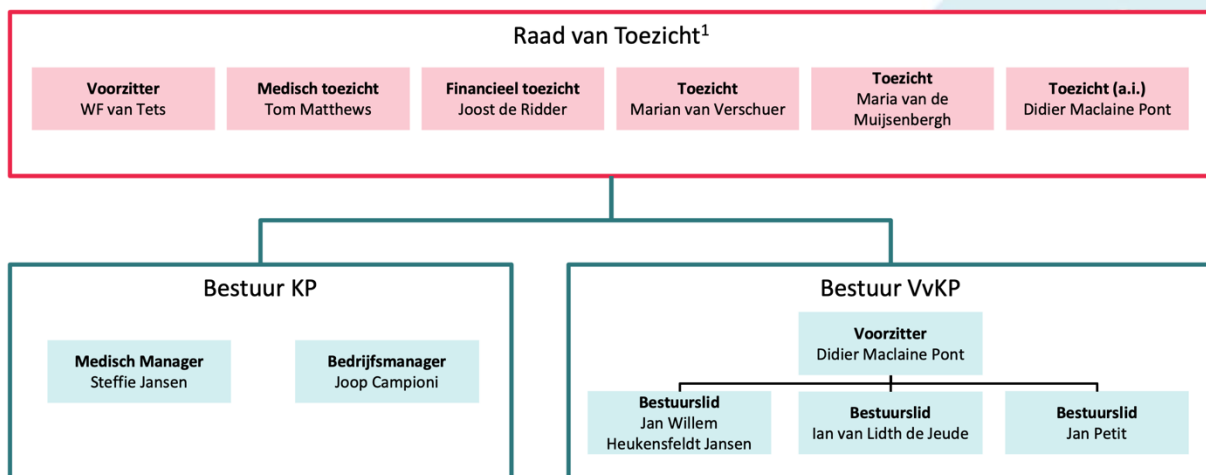 Raad van Toezicht¹
Voorzitter
WF van Tets
Medisch toezicht
Tom Matthews
Financieel toezicht
Joost de Ridder
Toezicht
Marian van Verschuer
Toezicht
Maria van de
Muijsenbergh
Toezicht (a.i.)
Didier Maclaine Pont
Bestuur KP
Medisch Manager
Steffie Jansen
Bedrijfsmanager
Joop Campioni
Bestuur VvKP
Voorzitter
Didier Maclaine Pont
Bestuurslid
Jan Willem
Heukensfeldt Jansen
Bestuurslid
Ian van Lidth de Jeude
Bestuurslid
Jan Petit